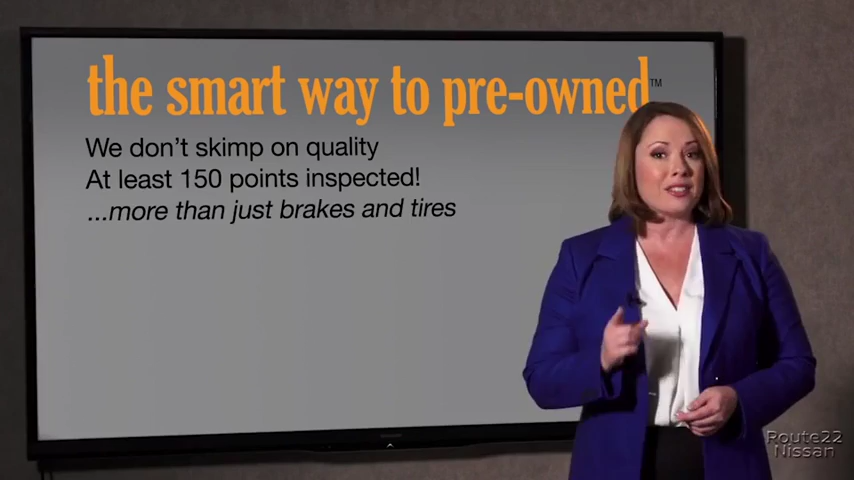 the smart way to pre-owned™
We don't skimp on quality
At least 150 points inspected!
...more than just brakes and tires
Route22
Nissan